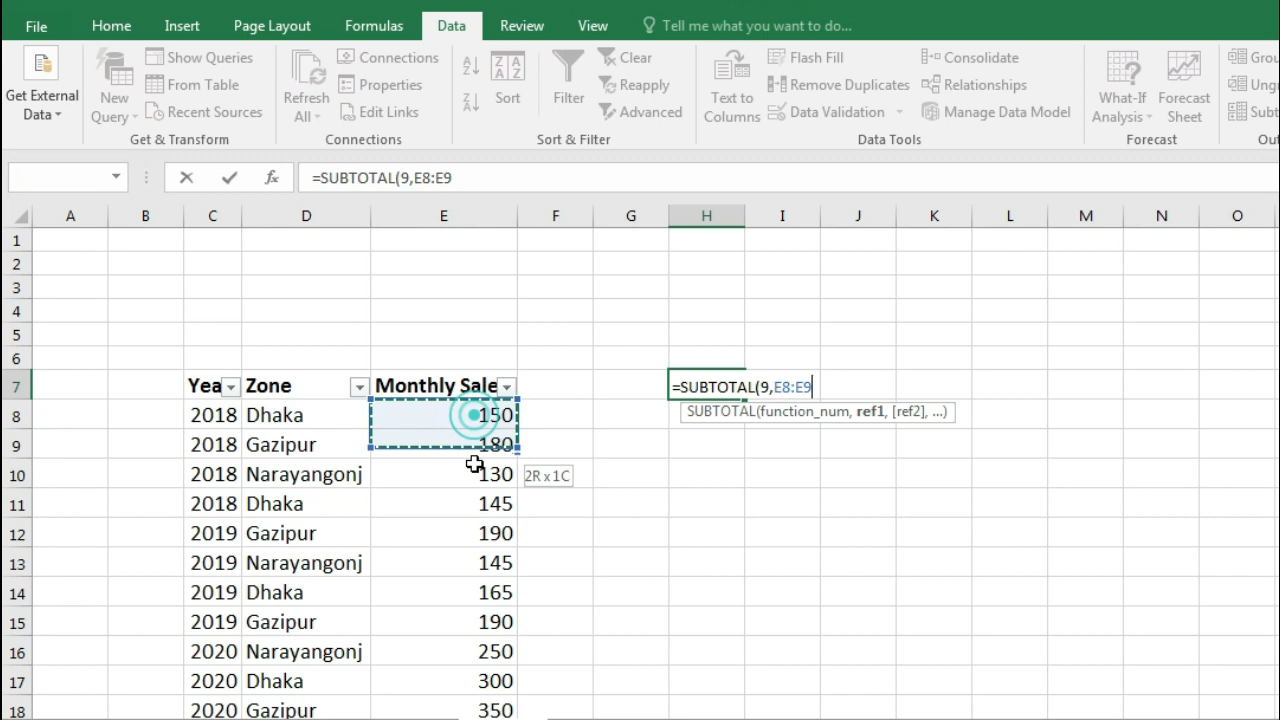 File Home Insert Page Layout Formulas Data Review View Tell me what you want to do...
Get External Data
New Query
Show Queries
From Table
Recent Sources
Get & Transform
Refresh All
Connections
Properties
Edit Links
Connections
Sort
Filter
Clear
Reapply
Advanced
Sort & Filter
Text to Columns
Flash Fill
Remove Duplicates
Data Validation
Consolidate
Relationships
Manage Data Model
Data Tools
What-If Analysis
Forecast Sheet
Forecast
=SUBTOTAL(9,E8:E9
A B C D E F G H I J K L M N O
1
2
3
4
5
6
7 Yea Zone Monthly Sale =SUBTOTAL(9,E8:E9
SUBTOTAL(function_num, ref1, [ref2], ...)
8 2018 Dhaka 150
9 2018 Gazipur 180
10 2018 Narayangonj 130 2R x 1C
11 2018 Dhaka 145
12 2019 Gazipur 190
13 2019 Narayangonj 145
14 2019 Dhaka 165
15 2019 Gazipur 190
16 2020 Narayangonj 250
17 2020 Dhaka 300
18 2020 Gazipur 350